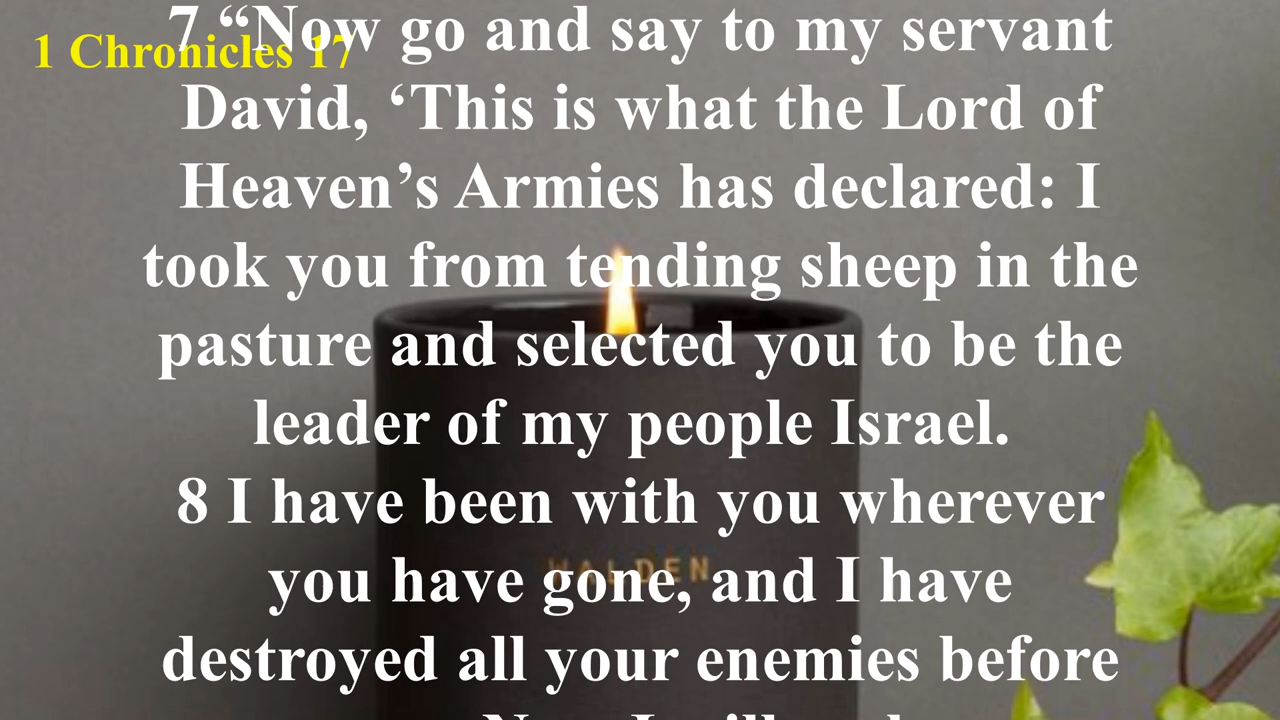 1 Chronicles 17
7 “Now go and say to my servant
David, ‘This is what the Lord of
Heaven’s Armies has declared: I
took you from tending sheep in the
pasture and selected you to be the
leader of my people Israel.
8 I have been with you wherever
you have gone, and I have
destroyed all your enemies before
HALDEN